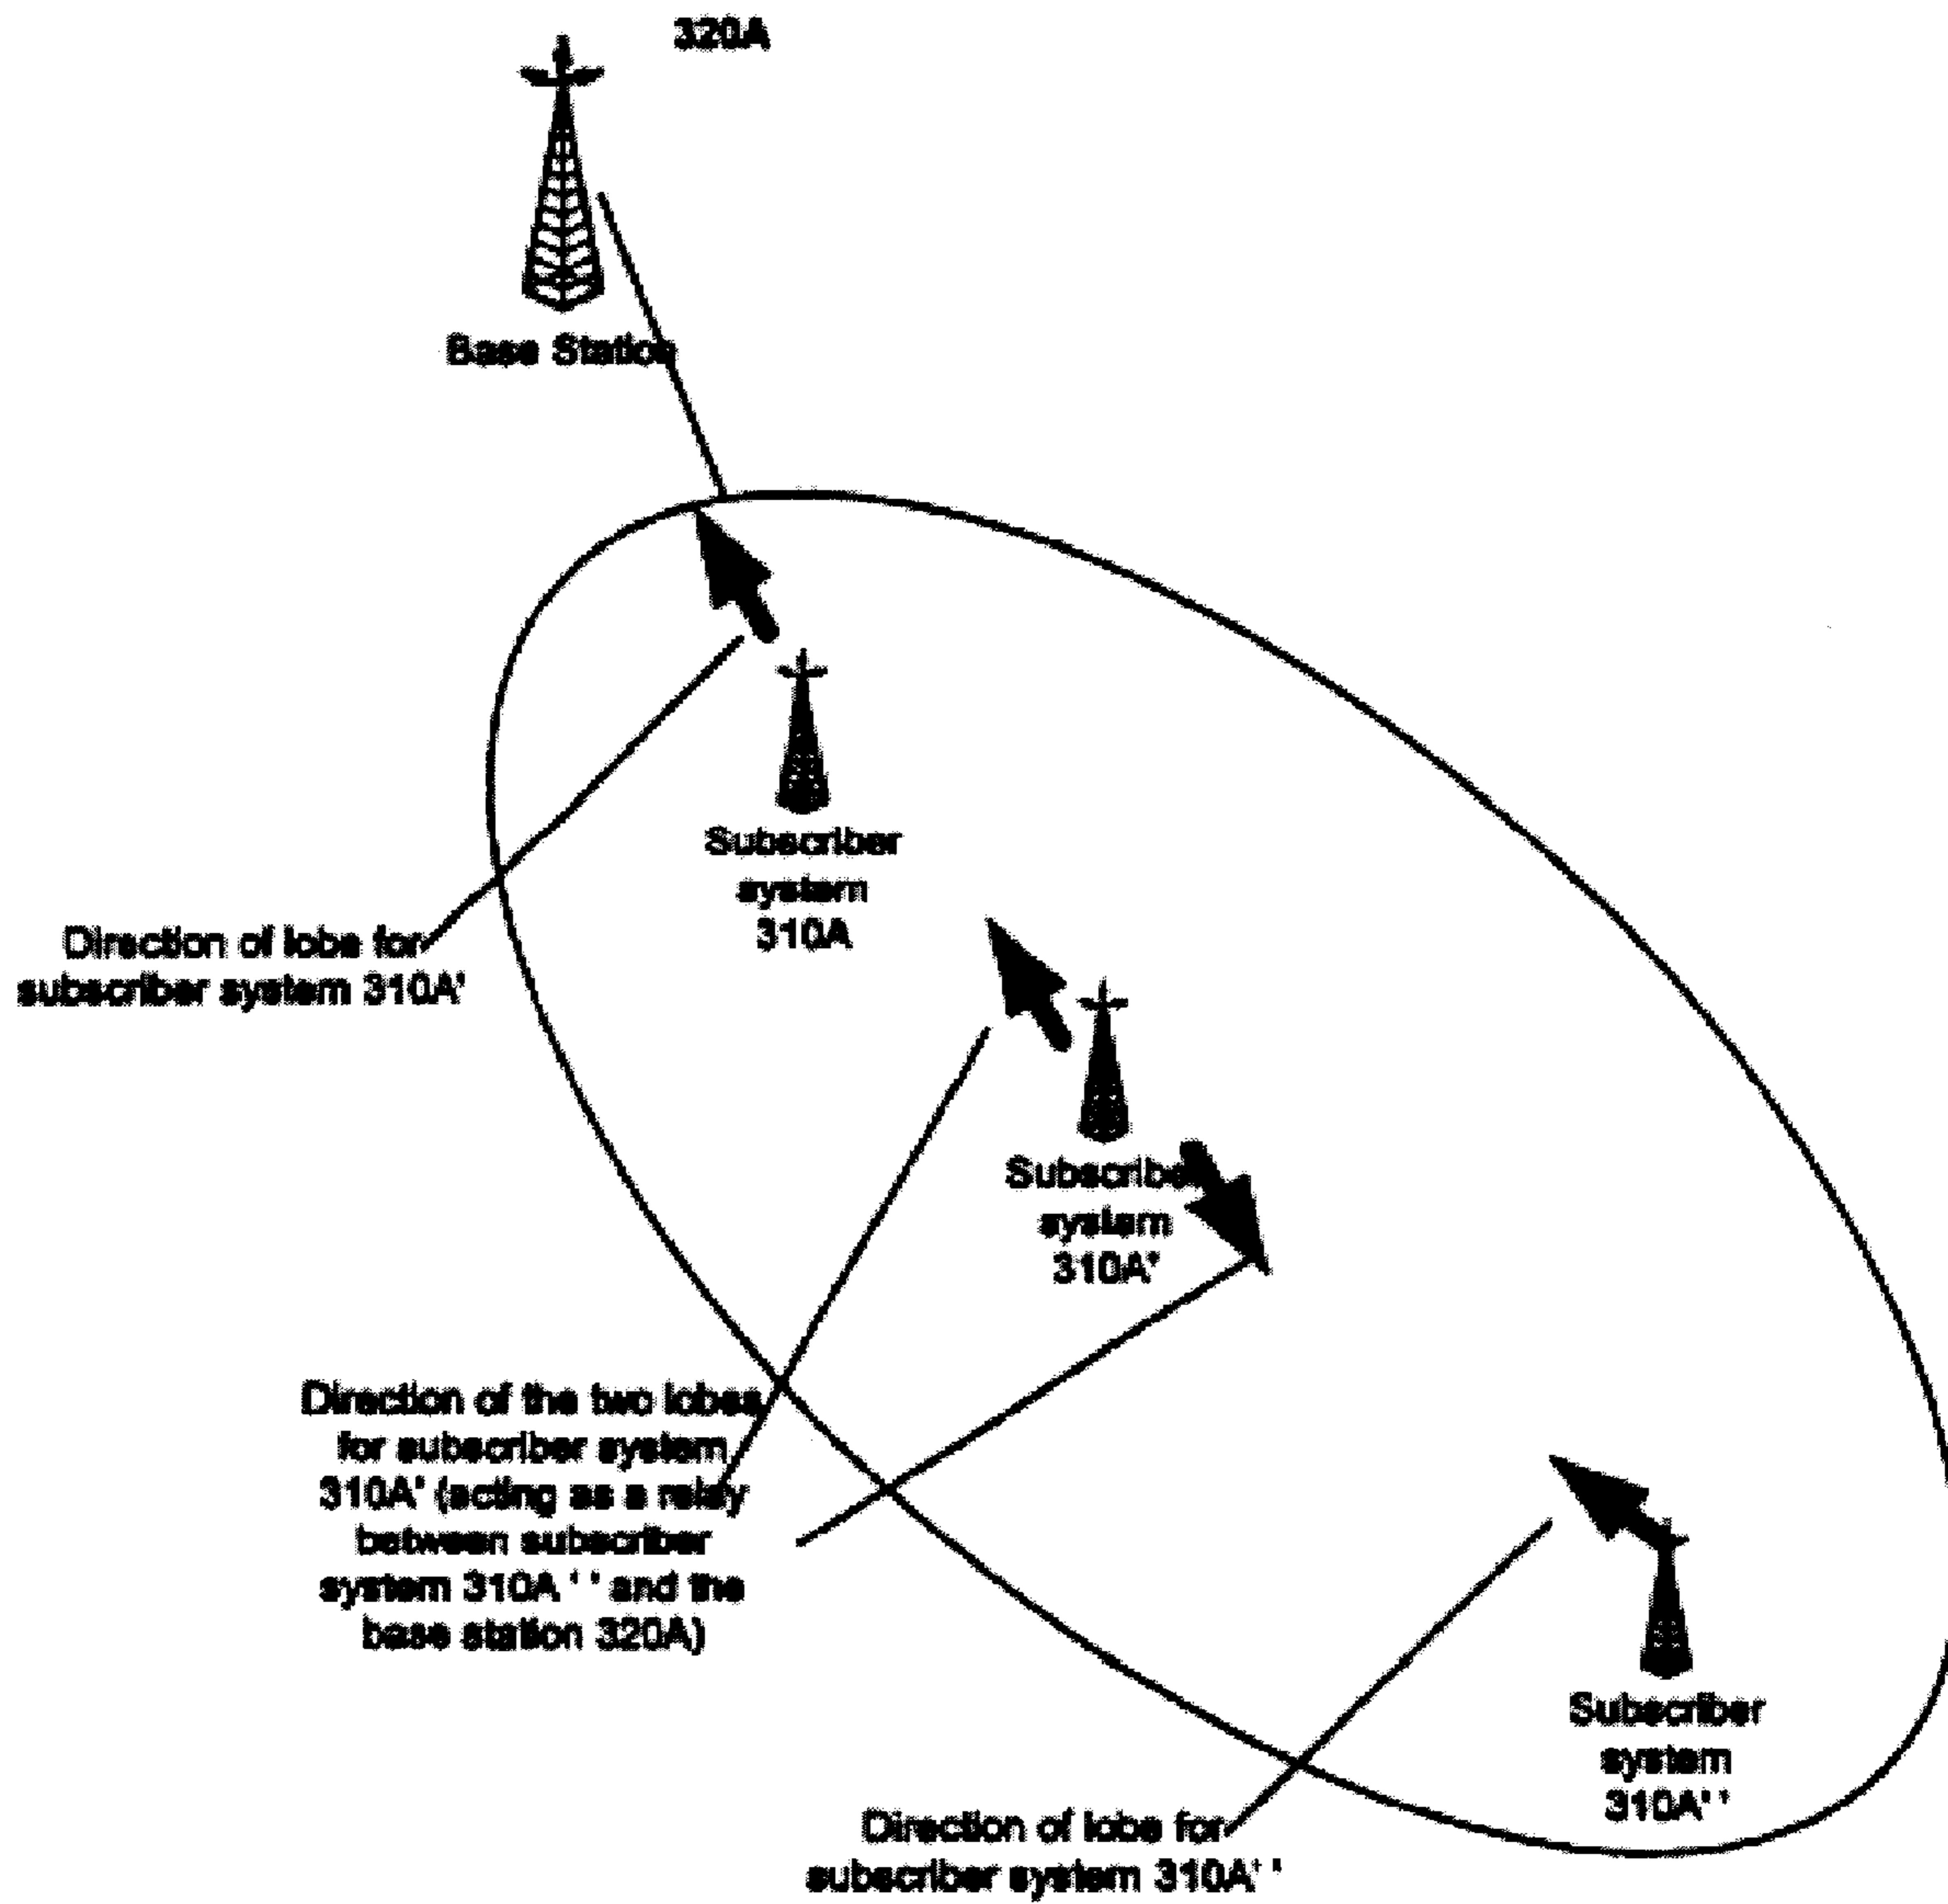 320A
Base Station
Subscriber
system
310A
Direction of lobe for
subscriber system 310A'
Subscriber
system
310A'
Direction of the two lobes
for subscriber system
310A' (acting as a relay
between subscriber
system 310A '' and the
base station 320A)
Subscriber
system
310A''
Direction of lobe for
subscriber system 310A''